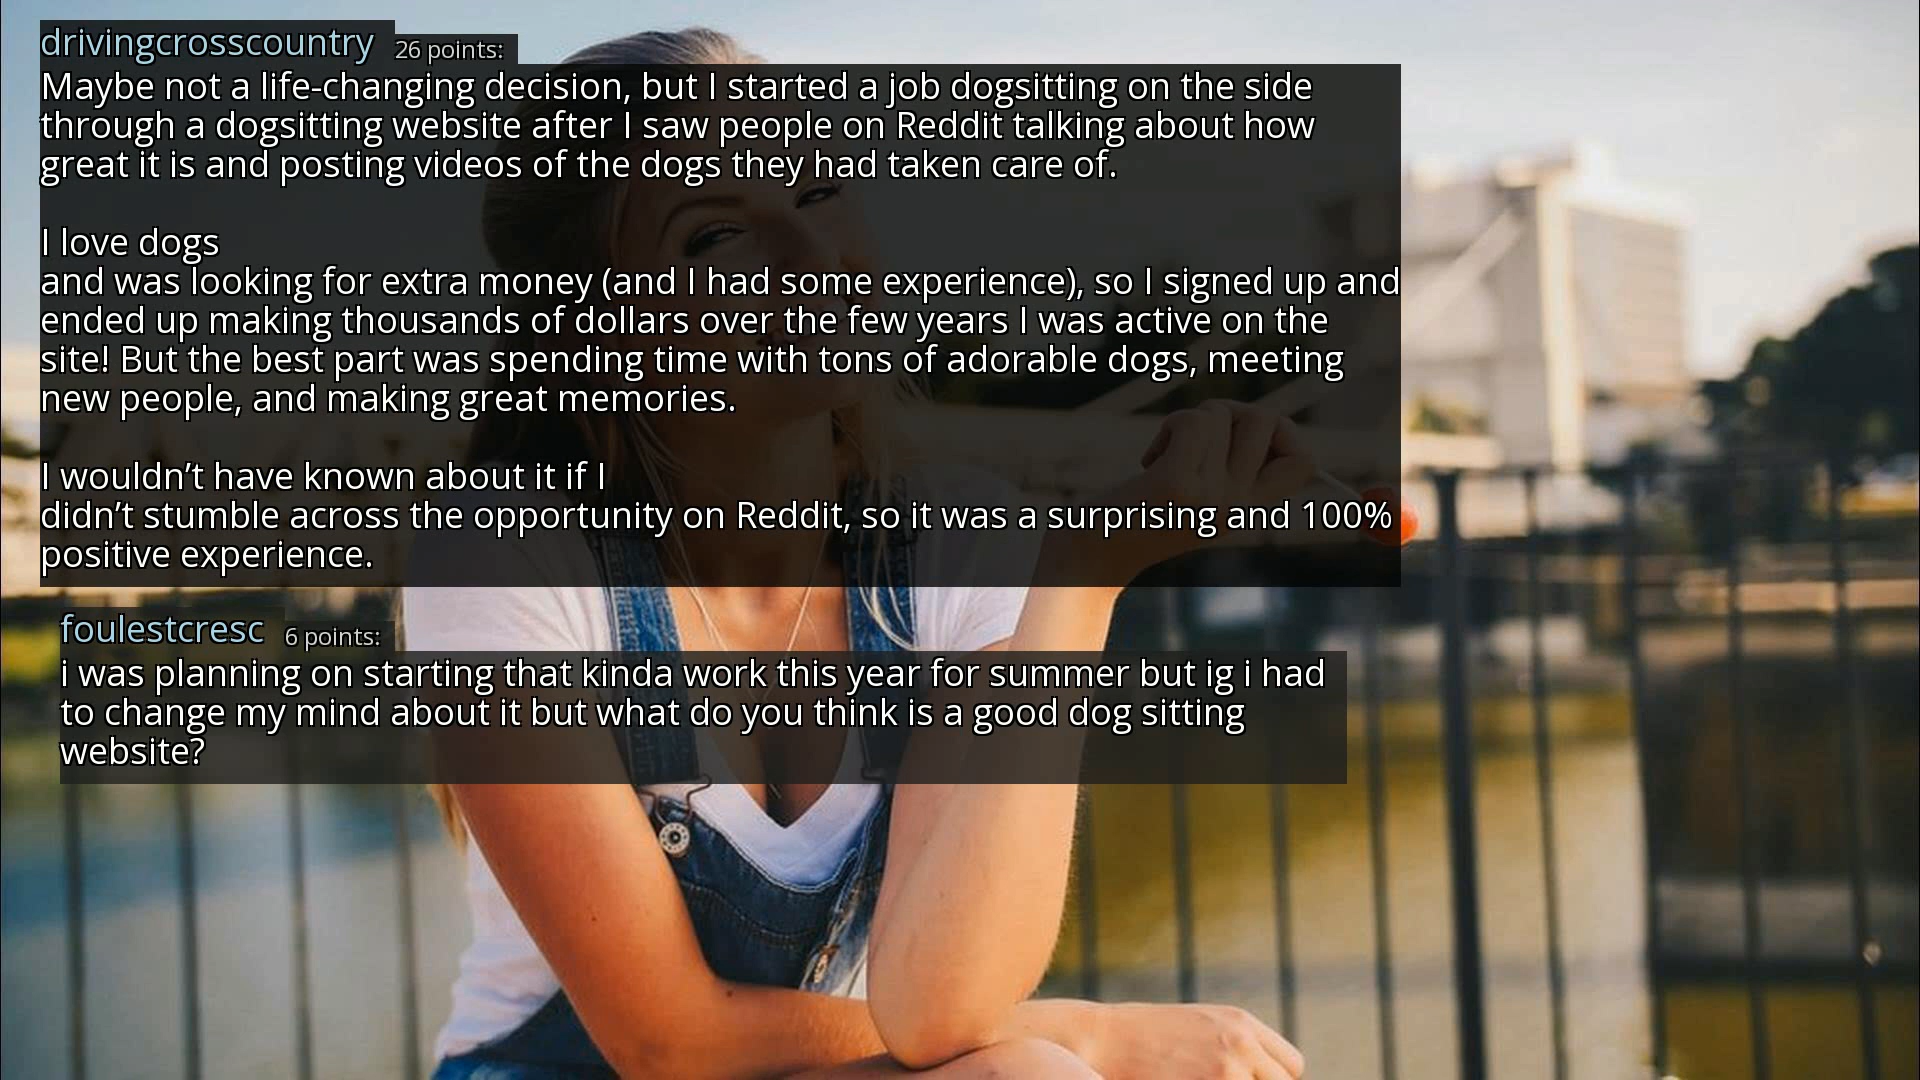 drivingcrosscountry 26 points:
Maybe not a life-changing decision, but I started a job dogsitting on the side
through a dogsitting website after I saw people on Reddit talking about how
great it is and posting videos of the dogs they had taken care of.
I love dogs
and was looking for extra money (and I had some experience), so I signed up and
ended up making thousands of dollars over the few years I was active on the
site! But the best part was spending time with tons of adorable dogs, meeting
new people, and making great memories.
I wouldn’t have known about it if I
didn’t stumble across the opportunity on Reddit, so it was a surprising and 100%
positive experience.
foulestcresc 6 points:
i was planning on starting that kinda work this year for summer but ig i had
to change my mind about it but what do you think is a good dog sitting
website?